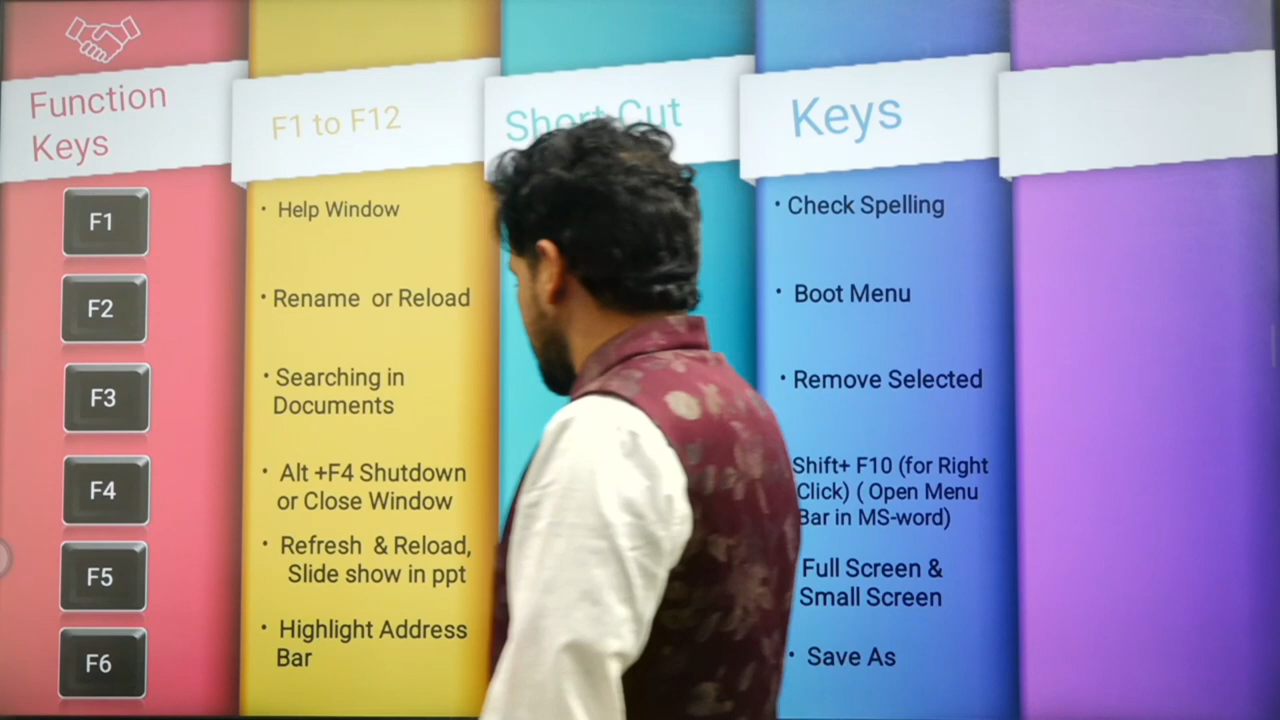 Function
Keys
F1 to F12
Short Cut
Keys
F1
Help Window
Check Spelling
F2
Rename or Reload
Boot Menu
F3
Searching in
Documents
Remove Selected
F4
Alt +F4 Shutdown
or Close Window
Shift+ F10 (for Right
Click) ( Open Menu
Bar in MS-word)
F5
Refresh & Reload,
Slide show in ppt
Full Screen &
Small Screen
F6
Highlight Address
Bar
Save As